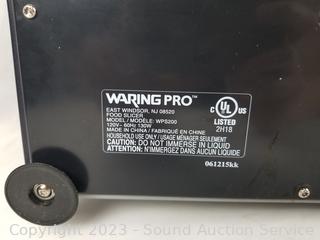 WARING PRO™
EAST WINDSOR, NJ 08520
FOOD SLICER
MODEL / MODÈLE: WPS200
120V~ 60Hz 130W
MADE IN CHINA / FABRIQUÉ EN CHINE
HOUSEHOLD USE ONLY / USAGE MÉNAGER SEULEMENT
CAUTION: DO NOT IMMERSE IN LIQUID
ATTENTION: N'IMMERGEZ DANS AUCUN LIQUIDE
C UL US
LISTED
2H18
061215kk
Copyright 2023 - Sound Auction Service